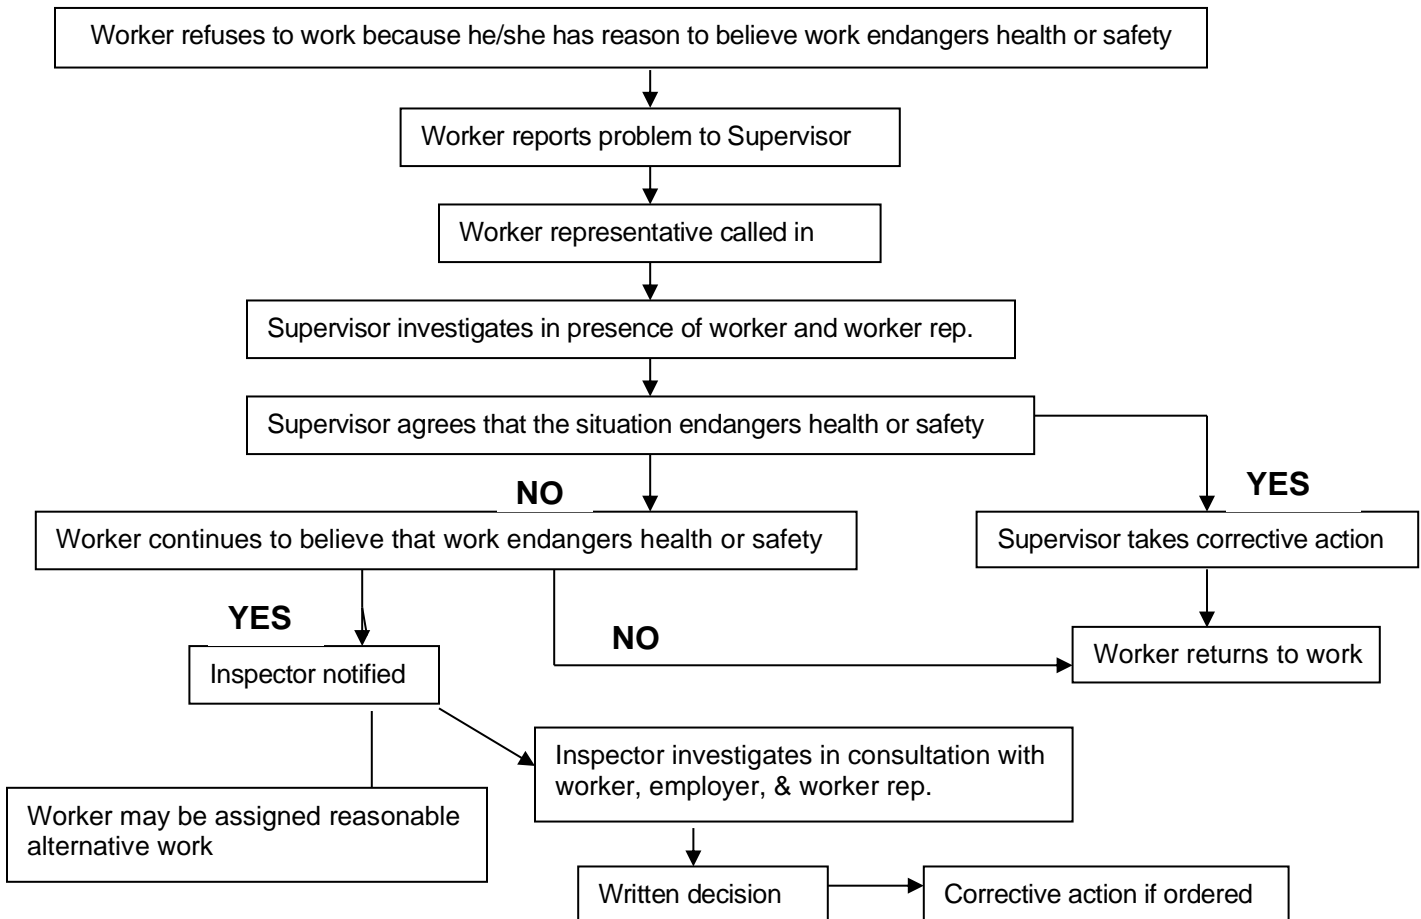 Worker refuses to work because he/she has reason to believe work endangers health or safety
Worker reports problem to Supervisor
Worker representative called in
Supervisor investigates in presence of worker and worker rep.
Supervisor agrees that the situation endangers health or safety
NO
YES
Worker continues to believe that work endangers health or safety
Supervisor takes corrective action
YES
NO
Worker returns to work
Inspector notified
Inspector investigates in consultation with
worker, employer, & worker rep.
Worker may be assigned reasonable
alternative work
Written decision
Corrective action if ordered